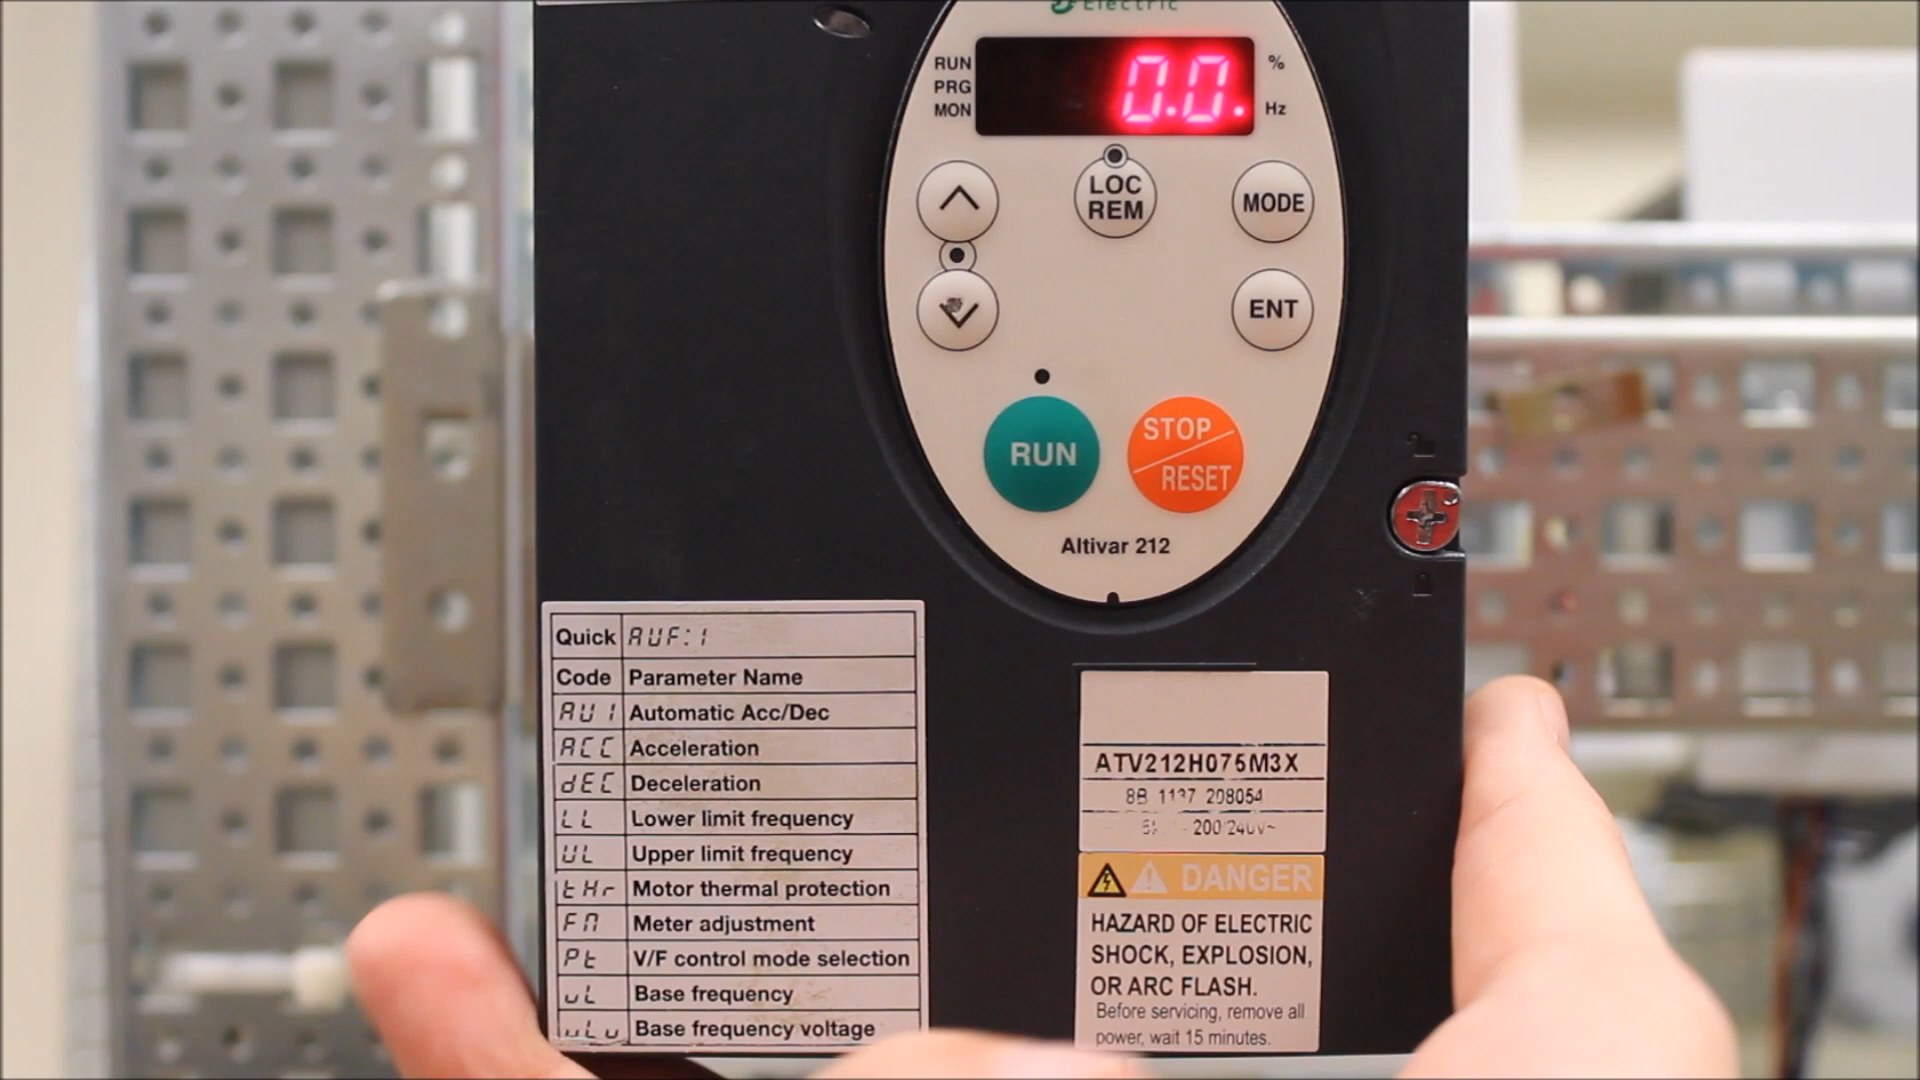 Electric
RUN
PRG
MON
0.0.
%
Hz
LOC
REM
MODE
ENT
RUN
STOP
RESET
Altivar 212
Quick AUF:1
Code Parameter Name
AU1 Automatic Acc/Dec
ACC Acceleration
dEC Deceleration
LL Lower limit frequency
UL Upper limit frequency
tHr Motor thermal protection
FM Meter adjustment
Pt V/F control mode selection
uL Base frequency
uLu Base frequency voltage
ATV212H075M3X
8B 1137 208054
200/240V~
DANGER
HAZARD OF ELECTRIC
SHOCK, EXPLOSION,
OR ARC FLASH.
Before servicing, remove all
power, wait 15 minutes.